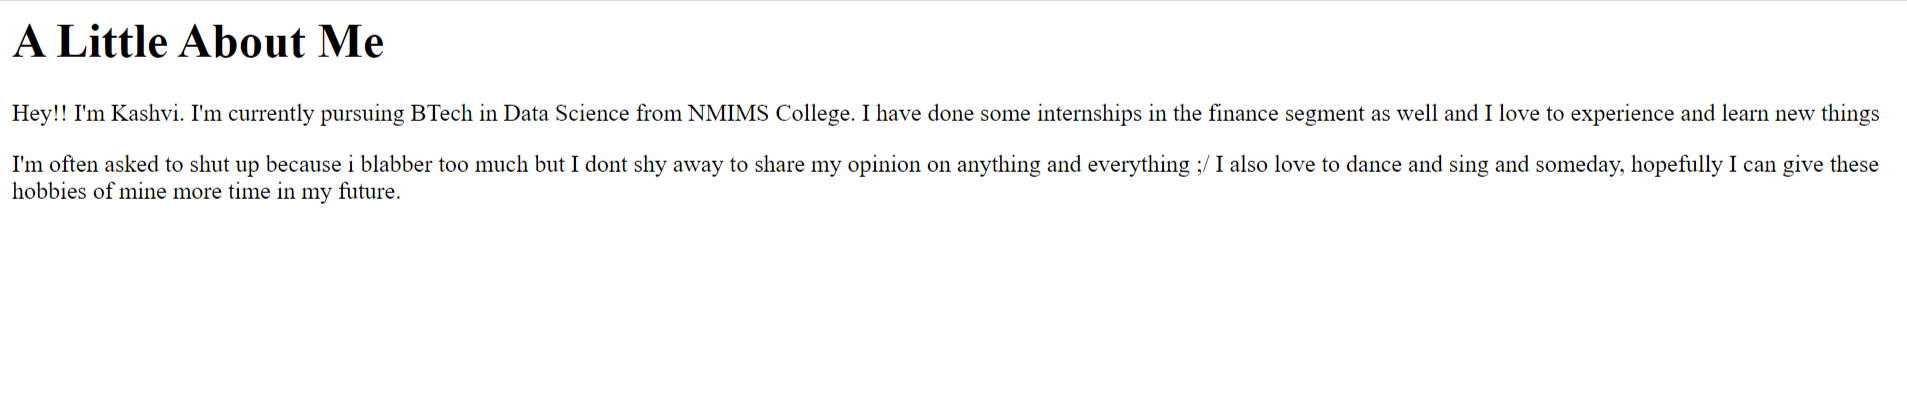 A Little About Me
Hey!! I'm Kashvi. I'm currently pursuing BTech in Data Science from NMIMS College. I have done some internships in the finance segment as well and I love to experience and learn new things
I'm often asked to shut up because i blabber too much but I dont shy away to share my opinion on anything and everything ;/ I also love to dance and sing and someday, hopefully I can give these
hobbies of mine more time in my future.